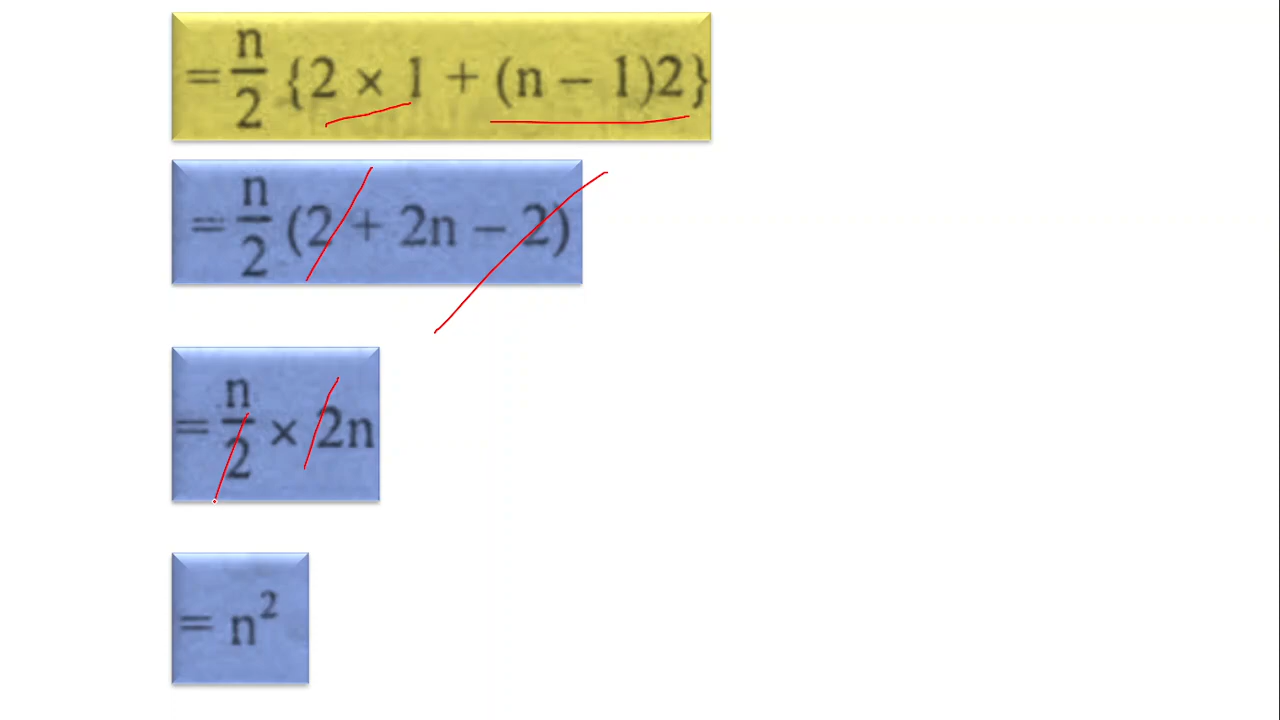 = n/2 {2 × 1 + (n − 1)2}
= n/2 (2 + 2n − 2)
= n/2 × 2n
= n²